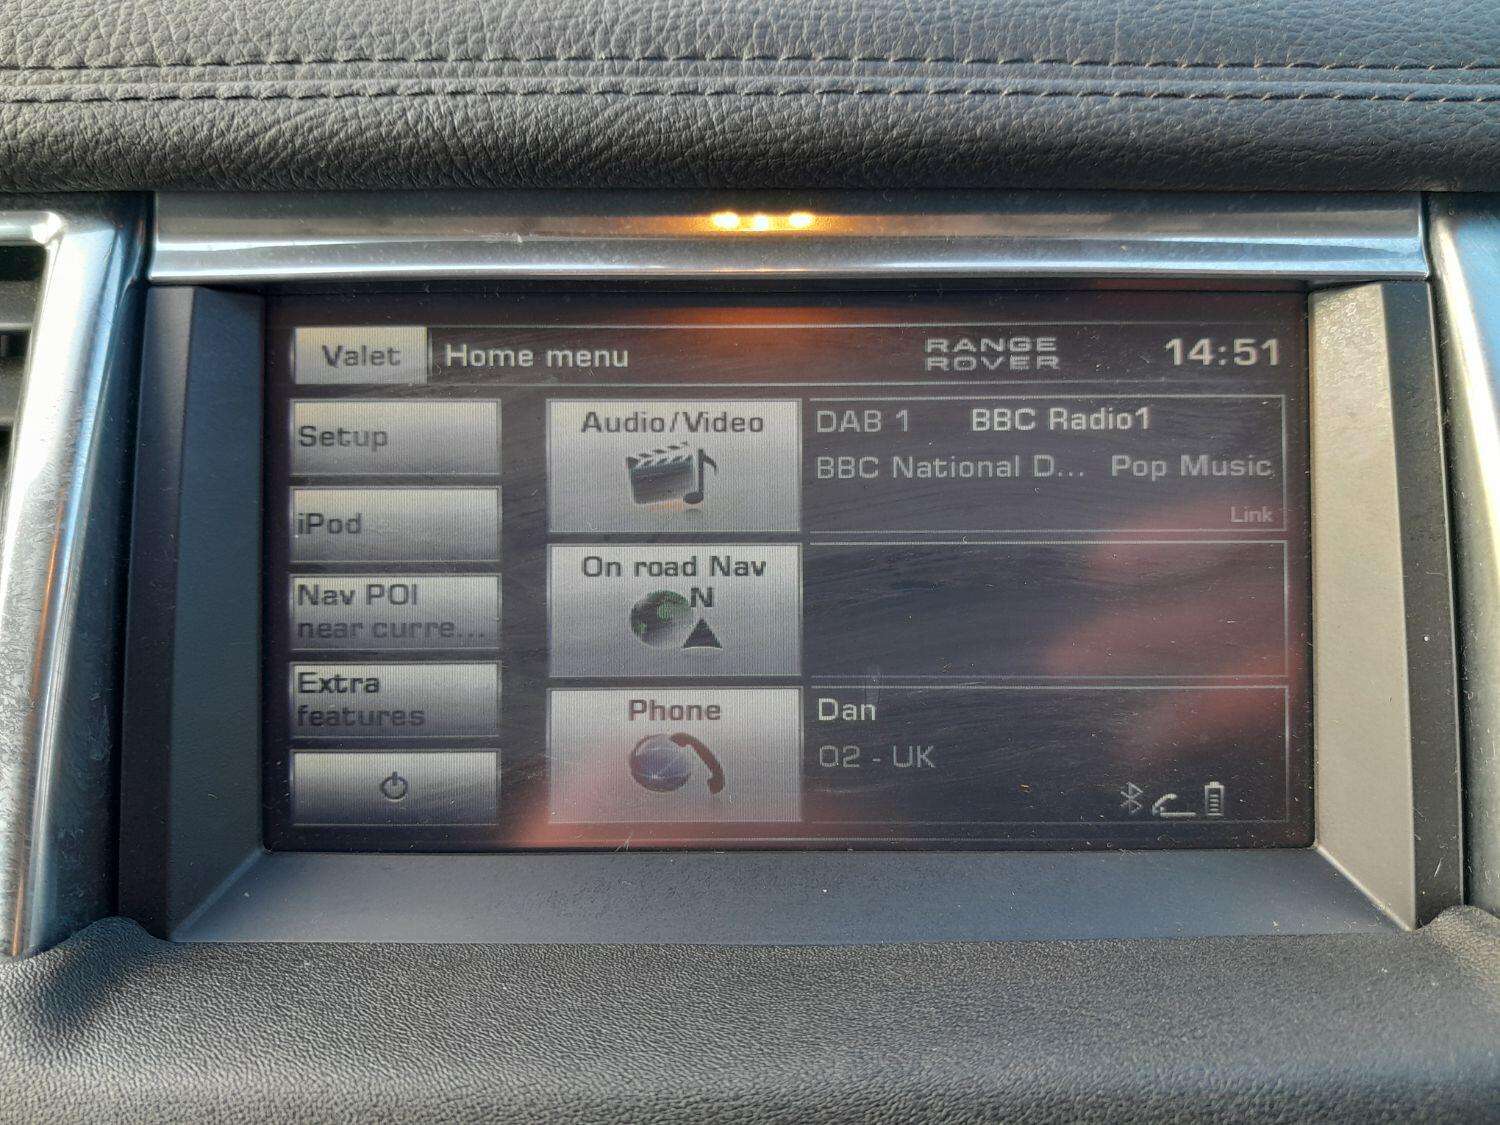 Valet
Home menu
RANGE
ROVER
14:51
Setup
iPod
Nav POI
near curre...
Extra
features
Audio/Video
DAB 1 BBC Radio1
BBC National D... Pop Music
Link
On road Nav
N
Phone
Dan
O2 - UK